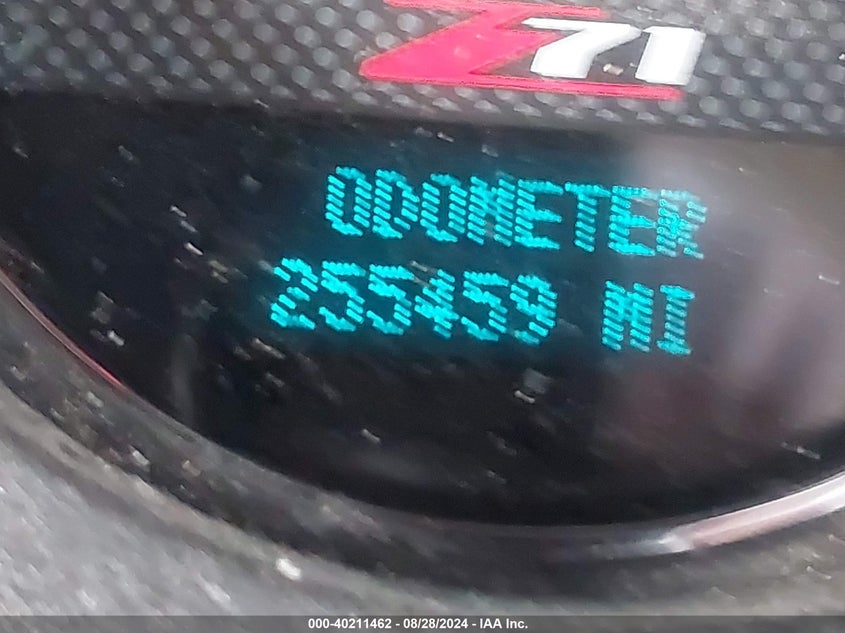 Z71
ODOMETER
255459 MI
000-40211462 - 08/28/2024 - IAA Inc.